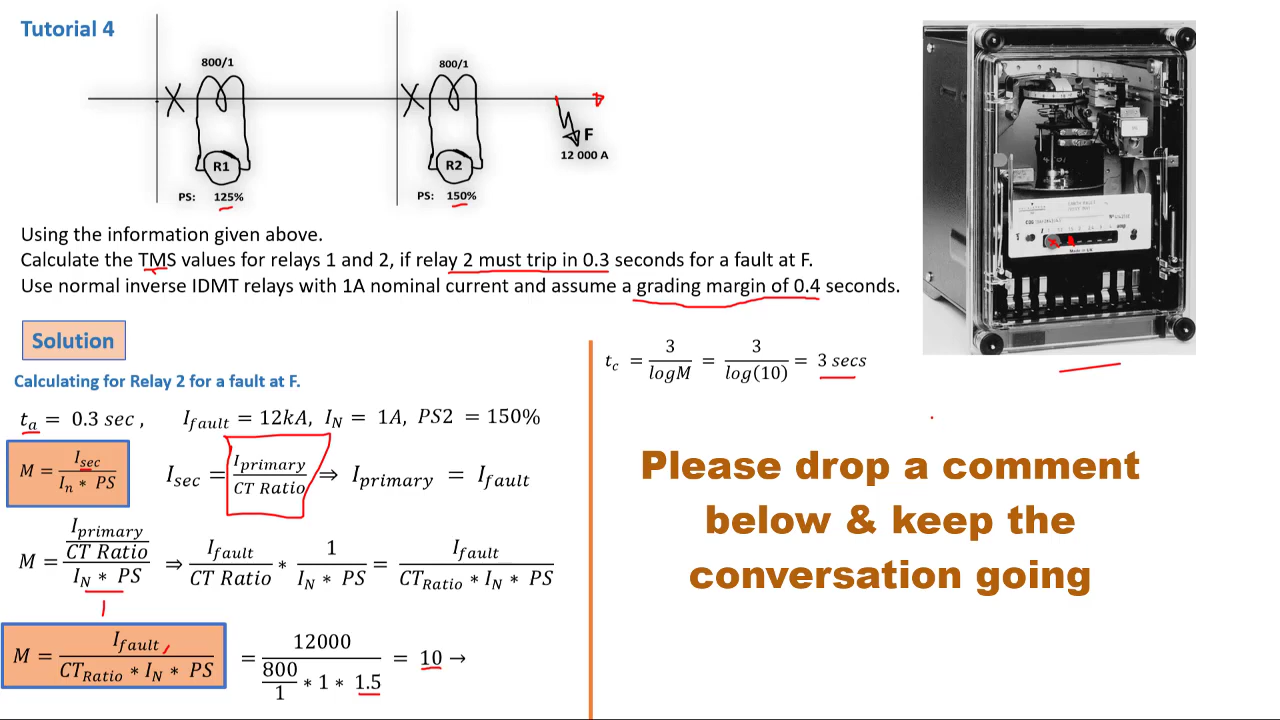 Tutorial 4
800/1
800/1
R1
R2
F
12 000 A
PS: 125%
PS: 150%
Using the information given above.
Calculate the TMS values for relays 1 and 2, if relay 2 must trip in 0.3 seconds for a fault at F.
Use normal inverse IDMT relays with 1A nominal current and assume a grading margin of 0.4 seconds.
Solution
Calculating for Relay 2 for a fault at F.
t_a = 0.3 sec , I_fault = 12kA, I_N = 1A, PS2 = 150%
M = I_sec / (I_n * PS)
I_sec = I_primary / CT Ratio ⇒ I_primary = I_fault
M = (I_primary / CT Ratio) / (I_N * PS) ⇒ I_fault / CT Ratio * 1 / (I_N * PS) = I_fault / (CT_Ratio * I_N * PS)
M = I_fault / (CT_Ratio * I_N * PS) = 12000 / (800/1 * 1 * 1.5) = 10 →
t_c = 3 / logM = 3 / log(10) = 3 secs
Please drop a comment
below & keep the
conversation going